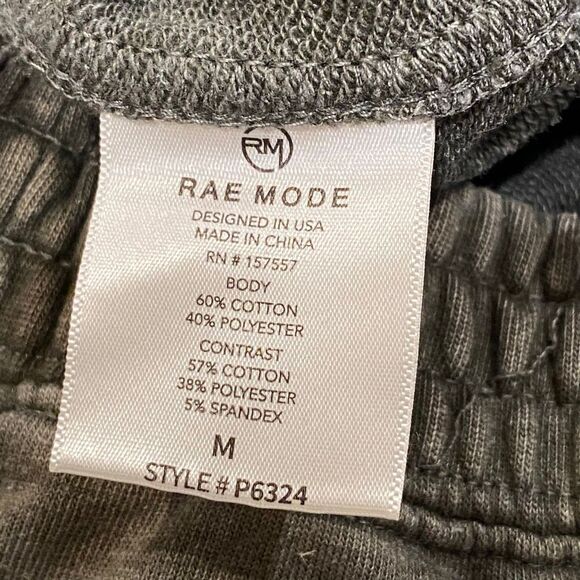 RM
RAE MODE
DESIGNED IN USA
MADE IN CHINA
RN # 157557
BODY
60% COTTON
40% POLYESTER
CONTRAST
57% COTTON
38% POLYESTER
5% SPANDEX
M
STYLE # P6324